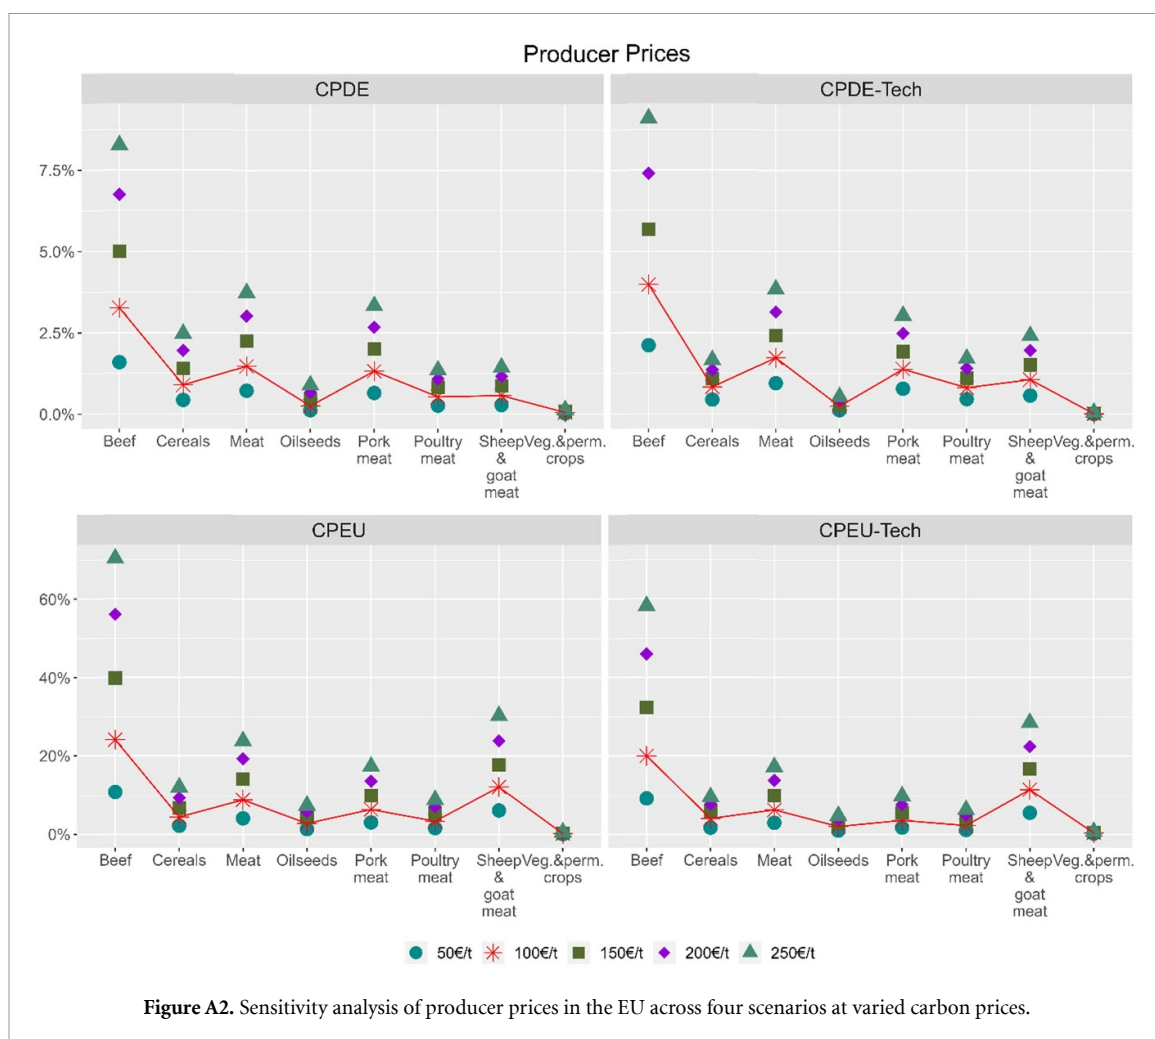 Producer Prices
CPDE
CPDE-Tech
7.5%
5.0%
2.5%
0.0%
Beef Cereals Meat Oilseeds Pork meat Poultry meat Sheep & goat meat Veg.&perm. crops
Beef Cereals Meat Oilseeds Pork meat Poultry meat Sheep & goat meat Veg.&perm. crops
CPEU
CPEU-Tech
60%
40%
20%
0%
Beef Cereals Meat Oilseeds Pork meat Poultry meat Sheep & goat meat Veg.&perm. crops
Beef Cereals Meat Oilseeds Pork meat Poultry meat Sheep & goat meat Veg.&perm. crops
50€/t 100€/t 150€/t 200€/t 250€/t
Figure A2. Sensitivity analysis of producer prices in the EU across four scenarios at varied carbon prices.